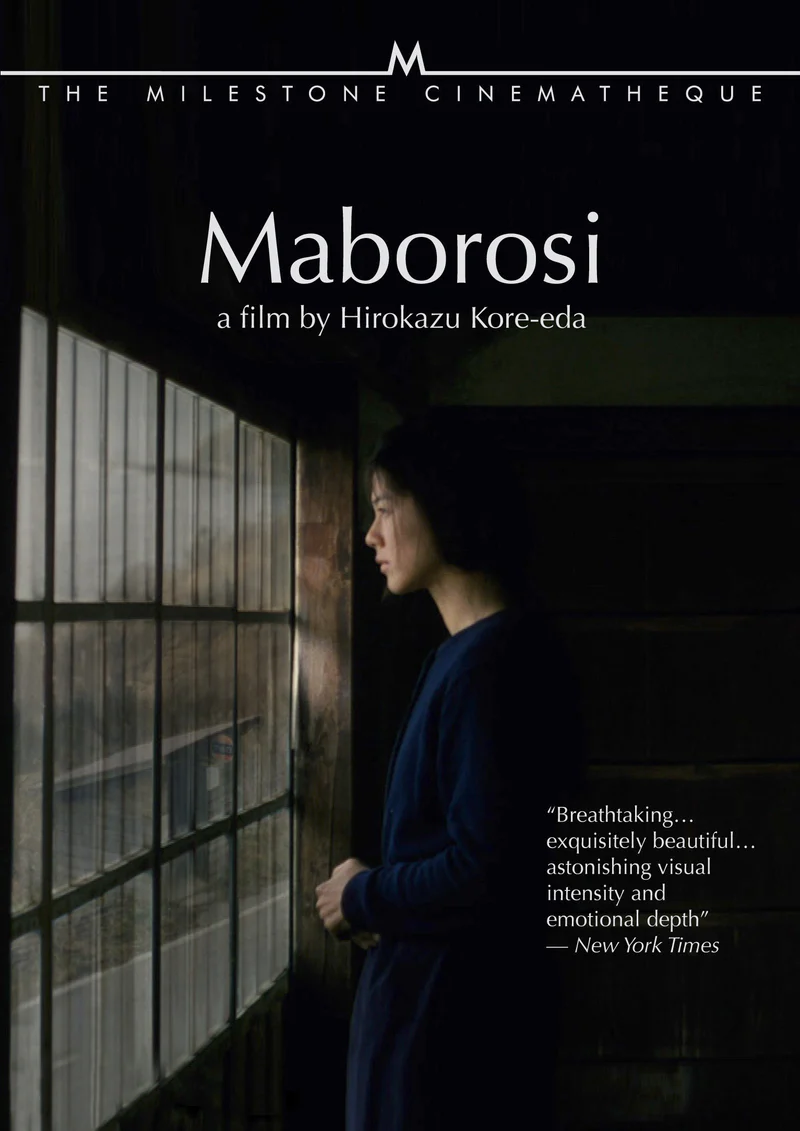 M
THE MILESTONE CINEMATHEQUE
Maborosi
a film by Hirokazu Kore-eda
“Breathtaking…
exquisitely beautiful…
astonishing visual
intensity and
emotional depth”
— New York Times